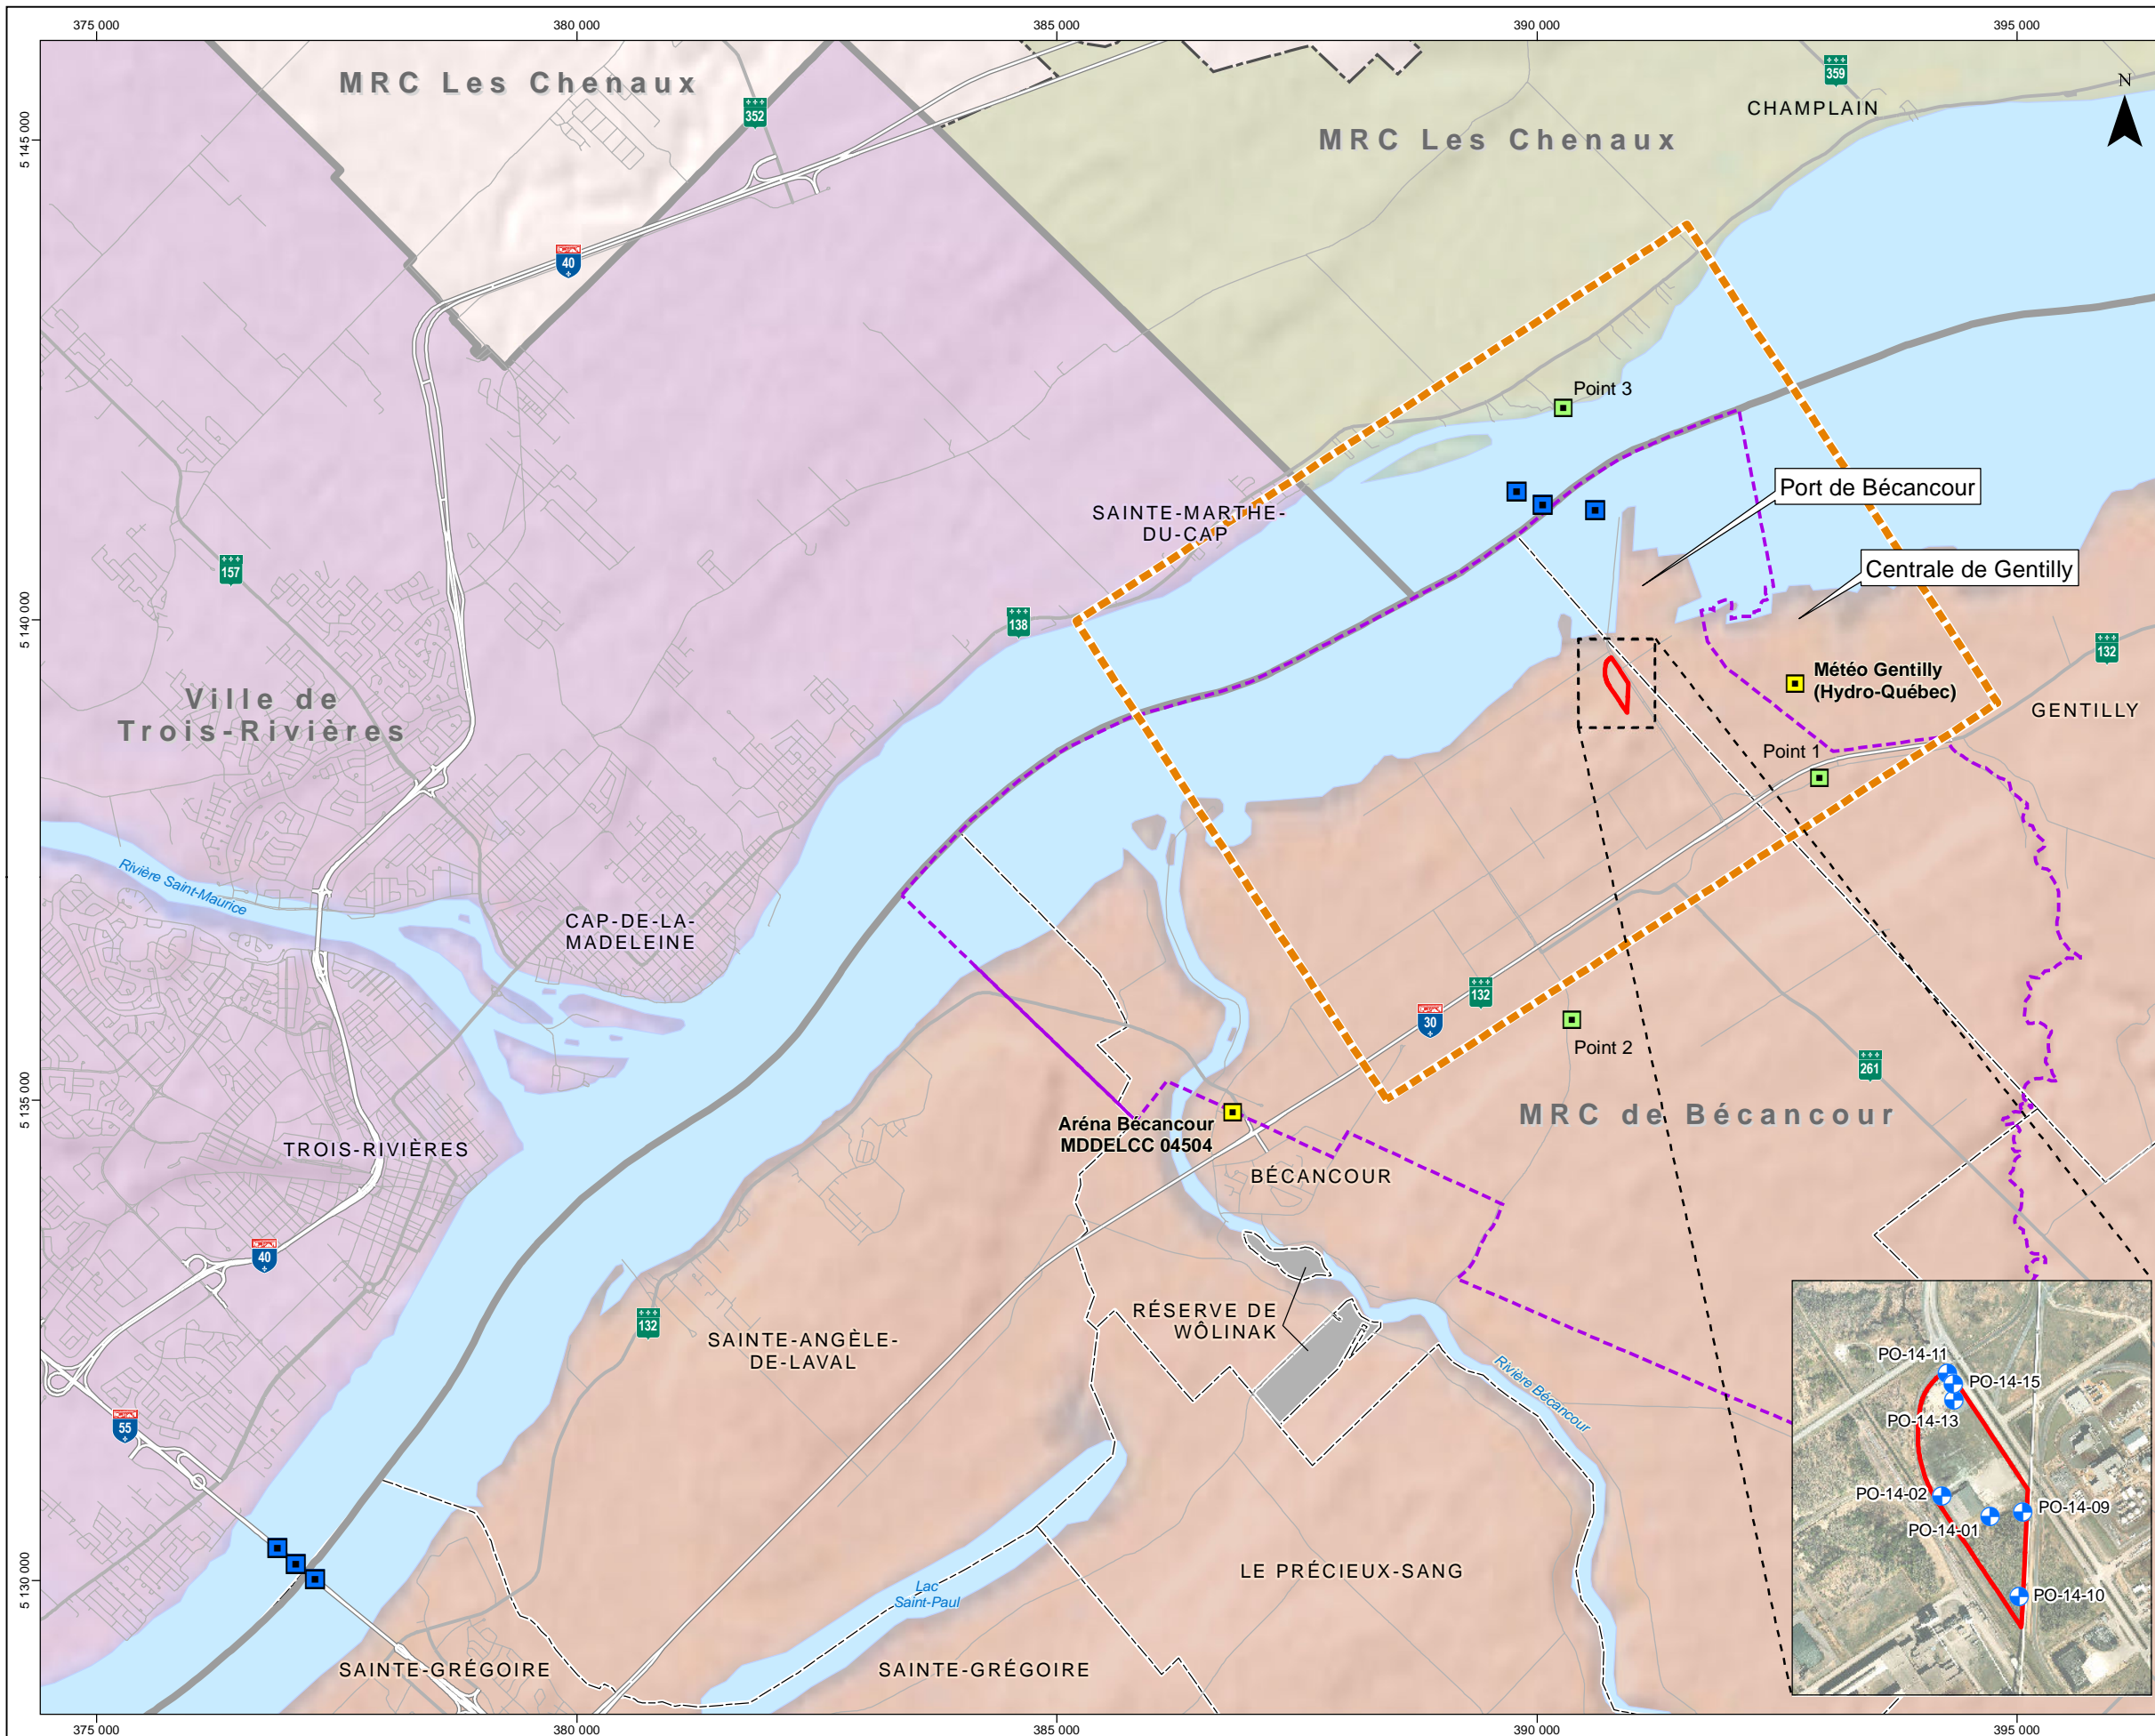 375 000
380 000
385 000
390 000
395 000
5 145 000
5 140 000
5 135 000
5 130 000
MRC Les Chenaux
352
359
CHAMPLAIN
N
MRC Les Chenaux
40
Point 3
Port de Bécancour
SAINTE-MARTHE-
DU-CAP
Centrale de Gentilly
157
138
132
Météo Gentilly
(Hydro-Québec)
Ville de
Trois-Rivières
GENTILLY
Point 1
Rivière Saint-Maurice
CAP-DE-LA-
MADELEINE
132
30
Point 2
261
MRC de Bécancour
Aréna Bécancour
MDDELCC 04504
TROIS-RIVIÈRES
BÉCANCOUR
40
RÉSERVE DE
WÔLINAK
132
SAINTE-ANGÈLE-
DE-LAVAL
Rivière Bécancour
55
PO-14-11
PO-14-15
PO-14-13
PO-14-02
PO-14-09
PO-14-01
PO-14-10
LE PRÉCIEUX-SANG
Lac
Saint-Paul
SAINTE-GRÉGOIRE
SAINTE-GRÉGOIRE
375 000
380 000
385 000
390 000
395 000